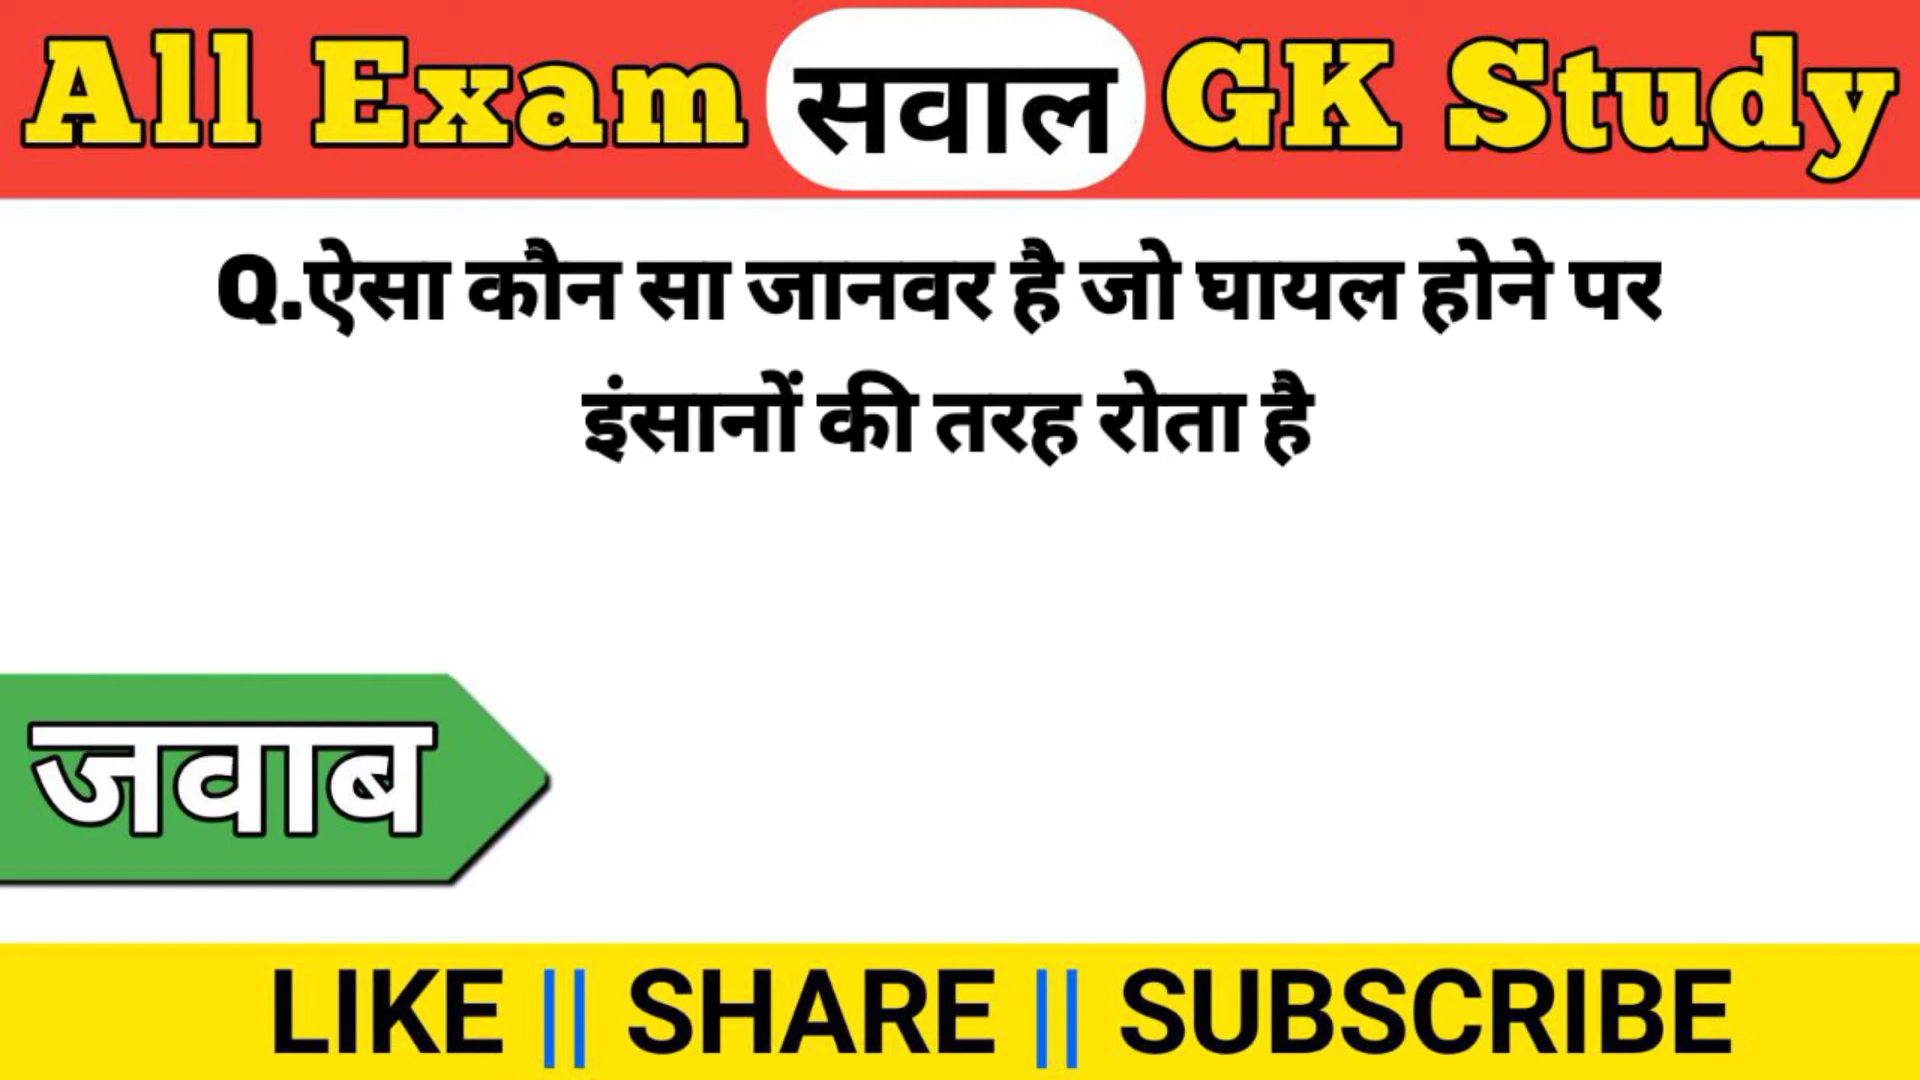 All Exam सवाल GK Study
Q.ऐसा कौन सा जानवर है जो घायल होने पर
इंसानों की तरह रोता है
जवाब
LIKE || SHARE || SUBSCRIBE